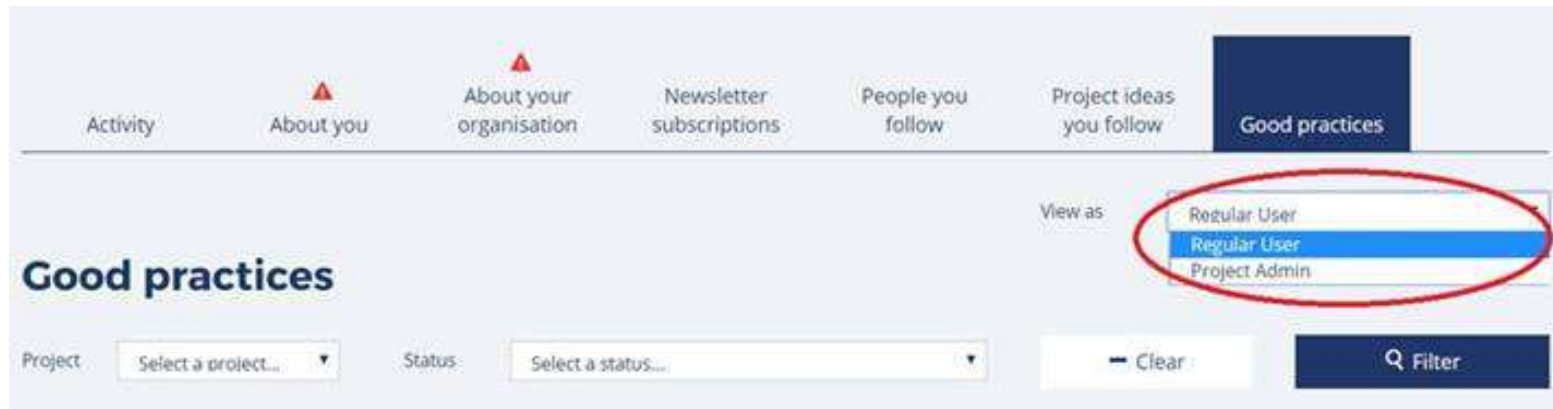 Activity
About you
About your
organisation
Newsletter
subscriptions
People you
follow
Project ideas
you follow
Good practices
View as
Regular User
Regular User
Project Admin
Good practices
Project
Select a project...
Status
Select a status...
Clear
Filter